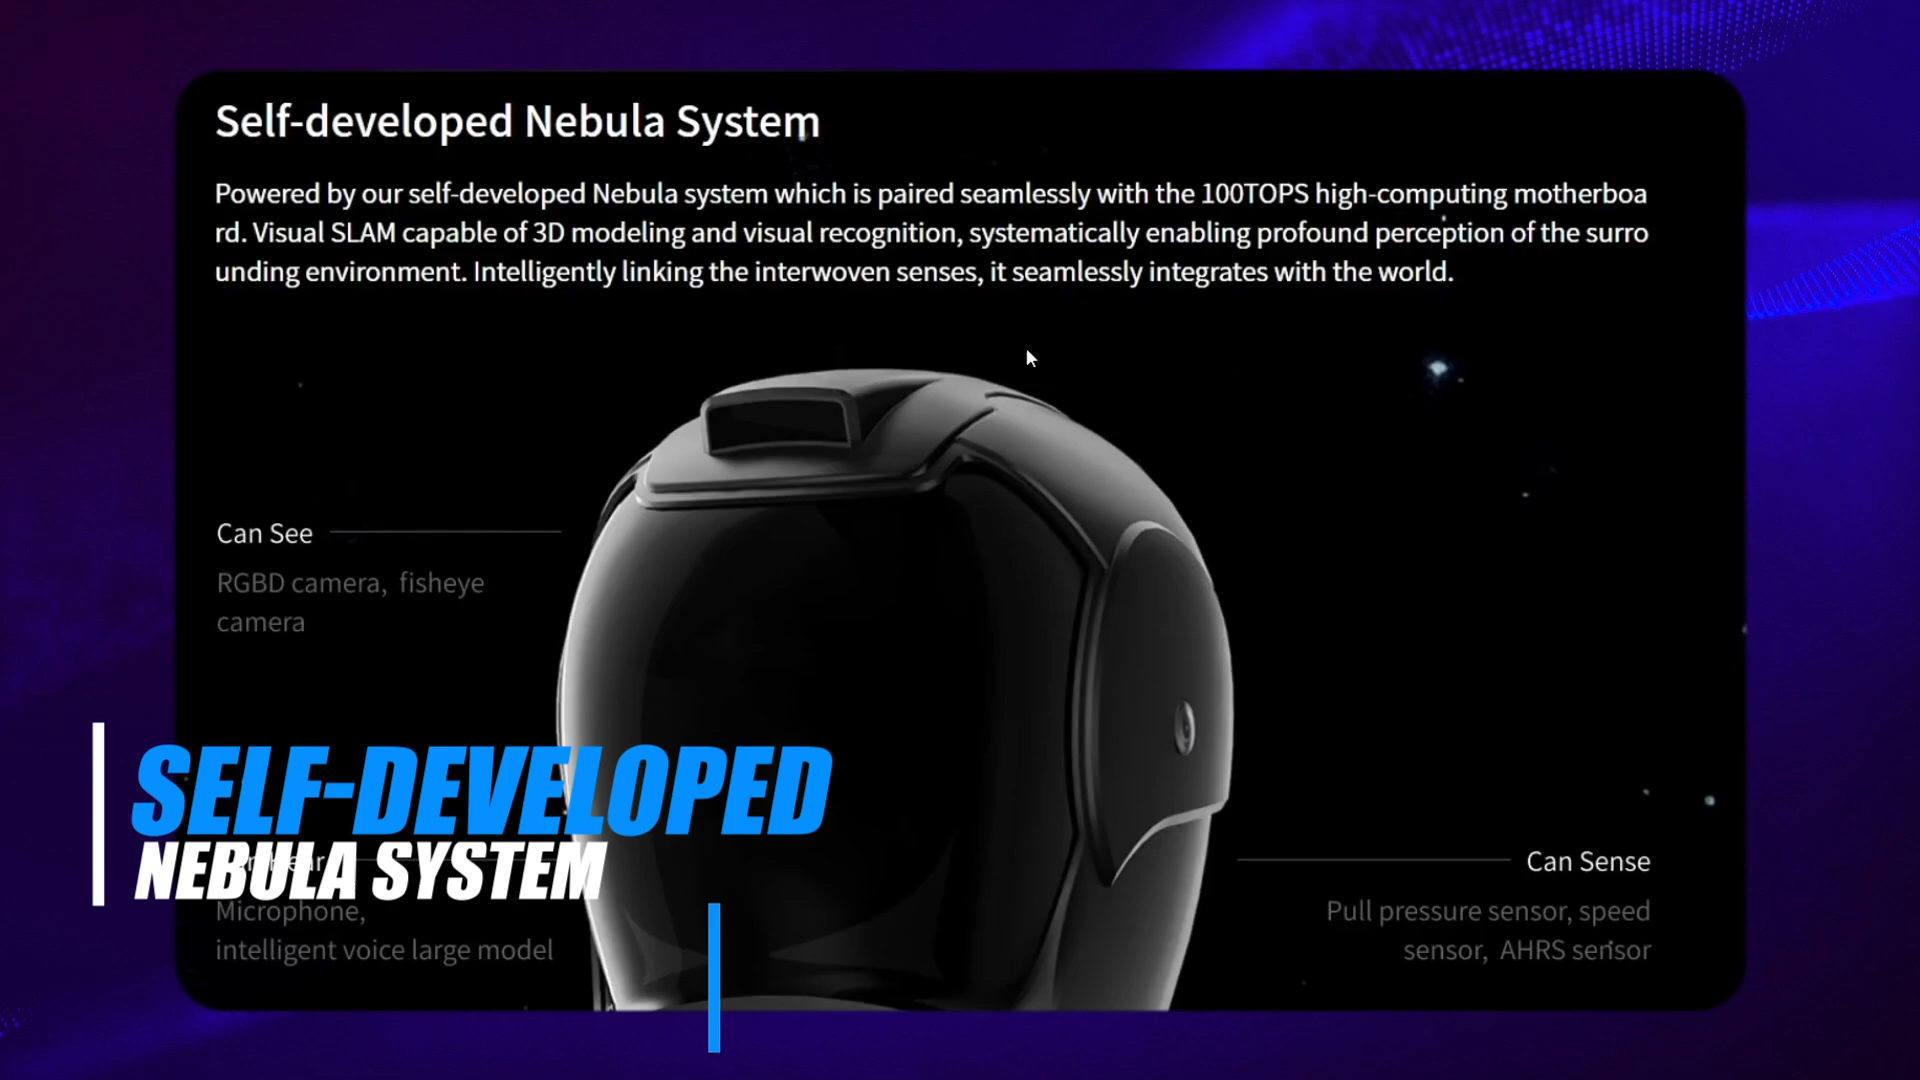 Self-developed Nebula System
Powered by our self-developed Nebula system which is paired seamlessly with the 100TOPS high-computing motherboa
rd. Visual SLAM capable of 3D modeling and visual recognition, systematically enabling profound perception of the surro
unding environment. Intelligently linking the interwoven senses, it seamlessly integrates with the world.
Can See
RGBD camera, fisheye
camera
SELF-DEVELOPED
NEBULA SYSTEM
Microphone,
intelligent voice large model
Can Sense
Pull pressure sensor, speed
sensor, AHRS sensor